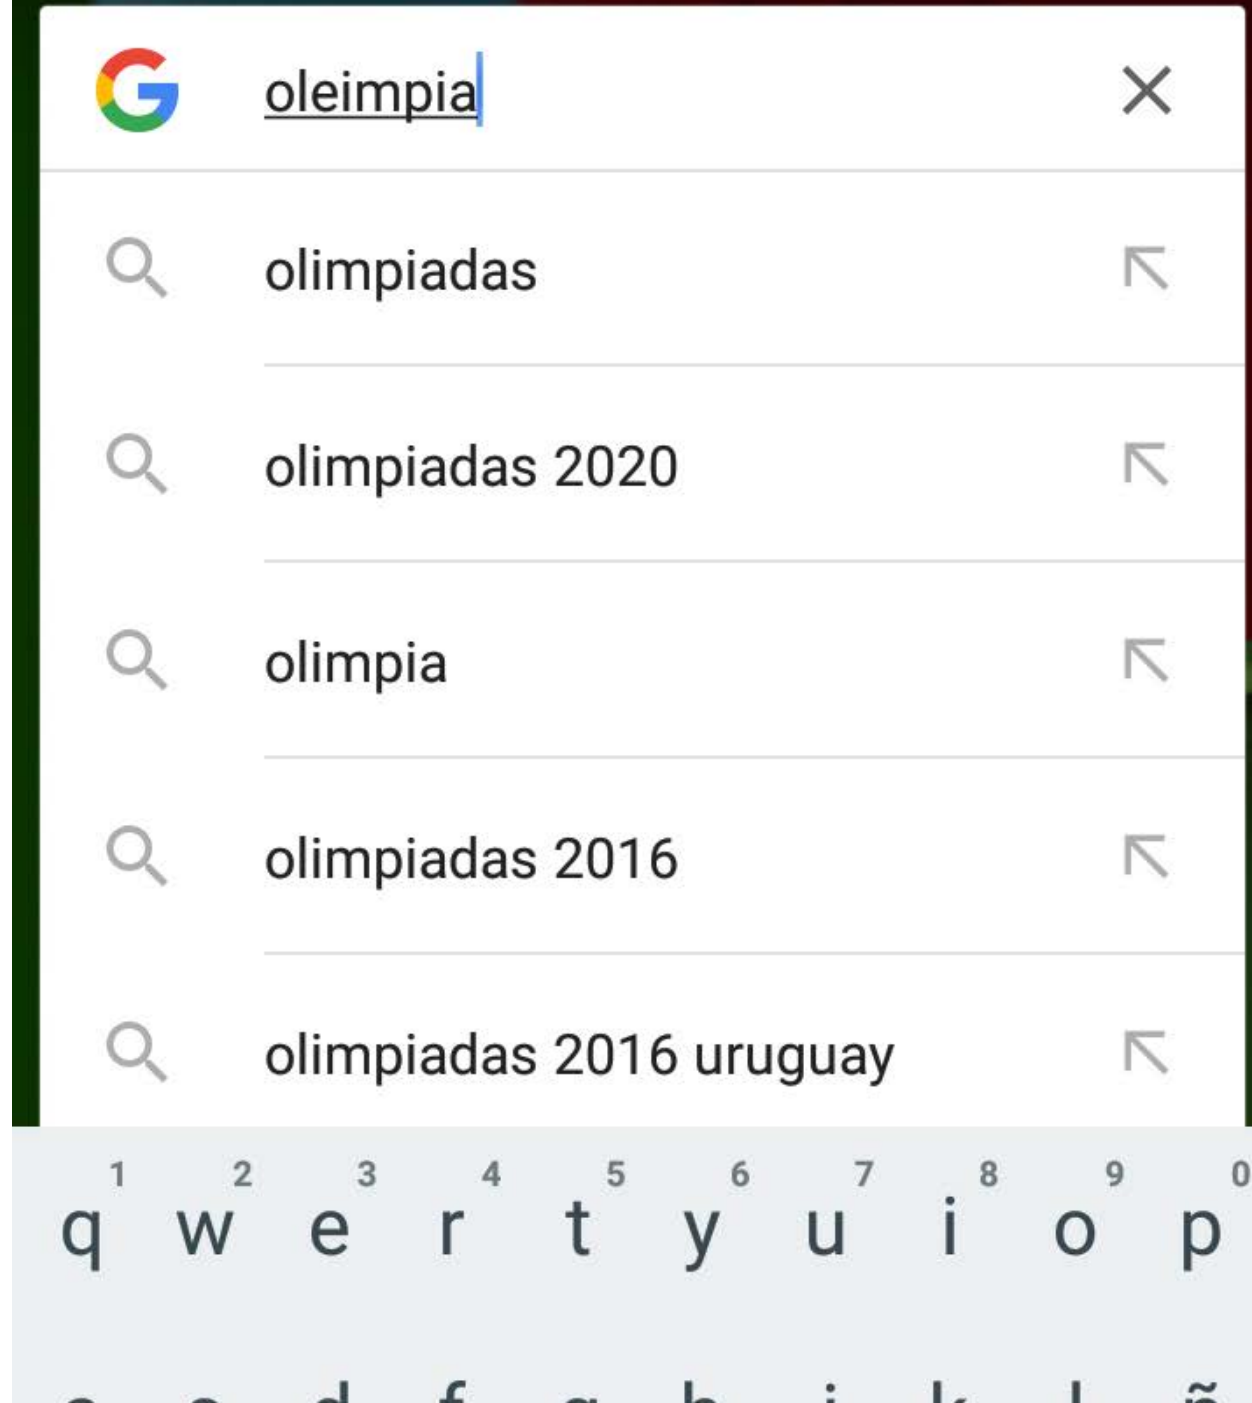 oleimpia
olimpiadas
olimpiadas 2020
olimpia
olimpiadas 2016
olimpiadas 2016 uruguay
1 2 3 4 5 6 7 8 9 0
q w e r t y u i o p
a s d f g h j k l ñ